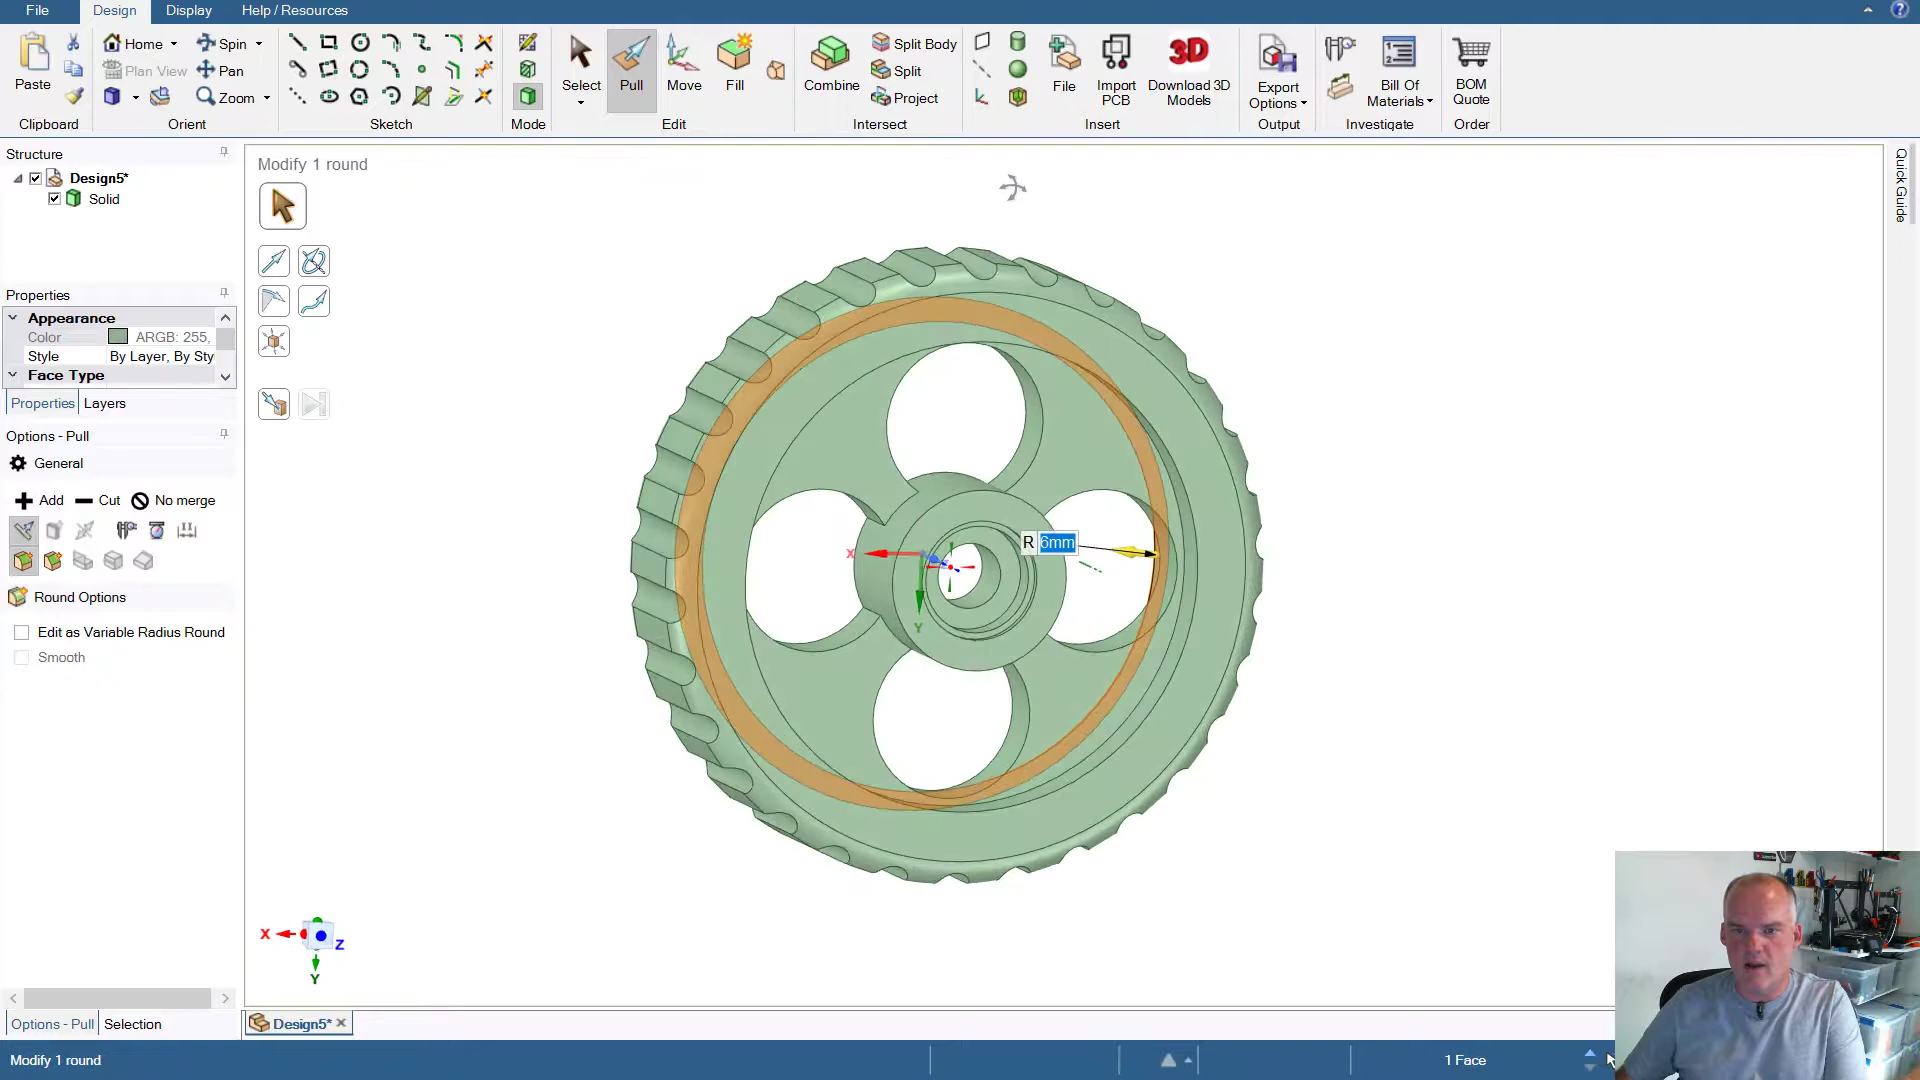 File Design Display Help / Resources
Paste
Clipboard
Home Spin
Plan View Pan
Zoom
Orient
Sketch
Mode
Select Pull Move Fill
Edit
Combine Split Body
Split
Project
Intersect
File Import PCB Download 3D Models
3D
Insert
Export Options
Output
Bill Of Materials
Investigate
BOM Quote
Order
Structure
Design5*
Solid
Properties
Appearance
Color ARGB: 255,
Style By Layer, By Sty
Face Type
Properties Layers
Options - Pull
General
Add Cut No merge
Round Options
Edit as Variable Radius Round
Smooth
Options - Pull Selection
Modify 1 round
R 6mm
X
Y
X
Z
Y
Quick Guide
Design5*
Modify 1 round
1 Face